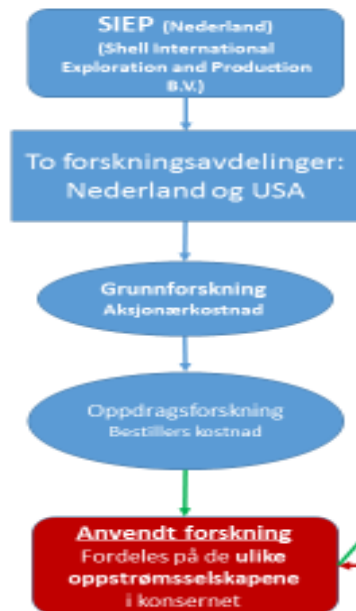 SIEP (Nederland)
(Shell International
Exploration and Production
B.V.)
To forskningsavdelinger:
Nederland og USA
Grunnforskning
Aksjonærkostnad
Oppdragsforskning
Bestillers kostnad
Anvendt forskning
Fordeles på de ulike
oppstrømsselskapene
i konsernet